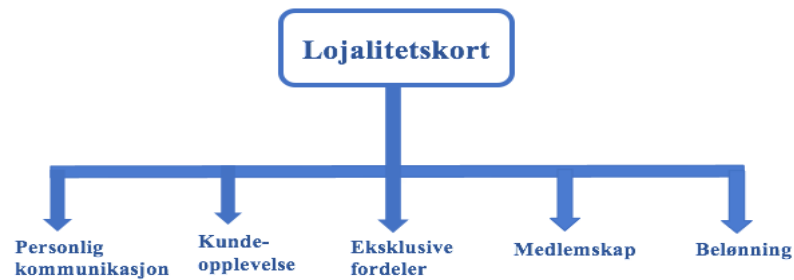 Lojalitetskort
Personlig
kommunikasjon
Kunde-
opplevelse
Eksklusive
fordeler
Medlemskap
Belønning